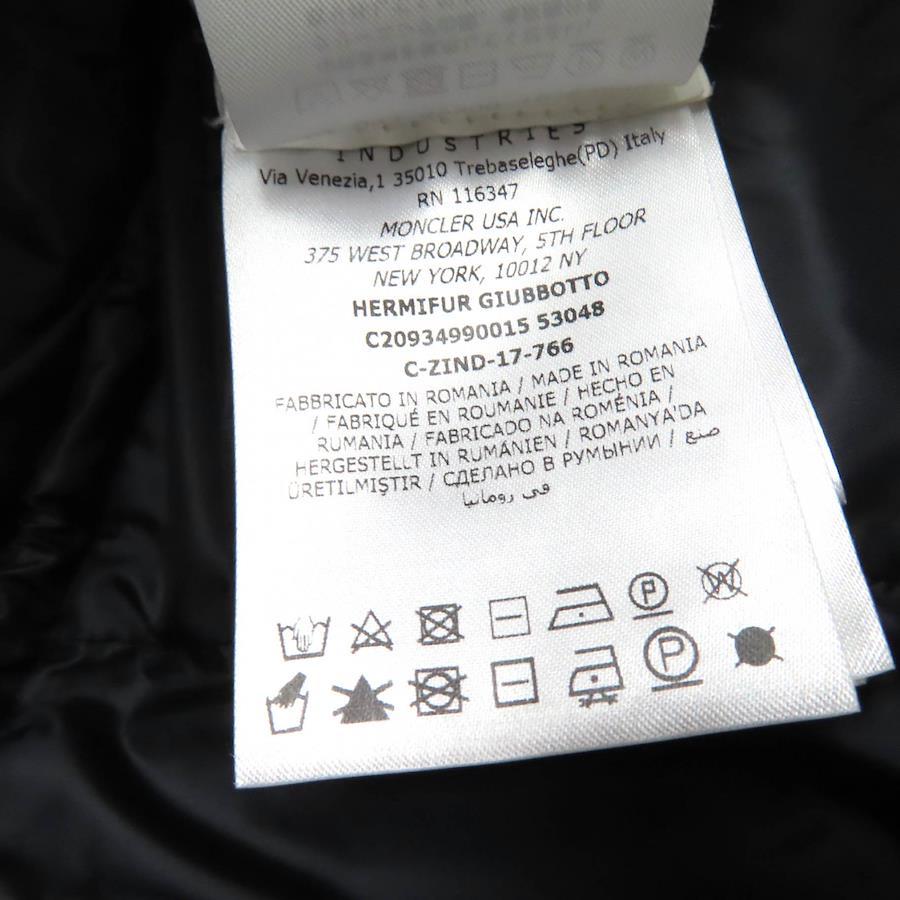 INDUSTRIES
Via Venezia,1 35010 Trebaseleghe(PD) Italy
RN 116347
MONCLER USA INC.
375 WEST BROADWAY, 5TH FLOOR
NEW YORK, 10012 NY
HERMIFUR GIUBBOTTO
C20934990015 53048
C-ZIND-17-766
FABBRICATO IN ROMANIA / MADE IN ROMANIA
/ FABRIQUÉ EN ROUMANIE / HECHO EN
RUMANIA / FABRICADO NA ROMÉNIA /
HERGESTELLT IN RUMÄNIEN / ROMANYA'DA
ÜRETILMIŞTIR / СДЕЛАНО В РУМЫНИИ / صنع
في رومانيا
P
W
P